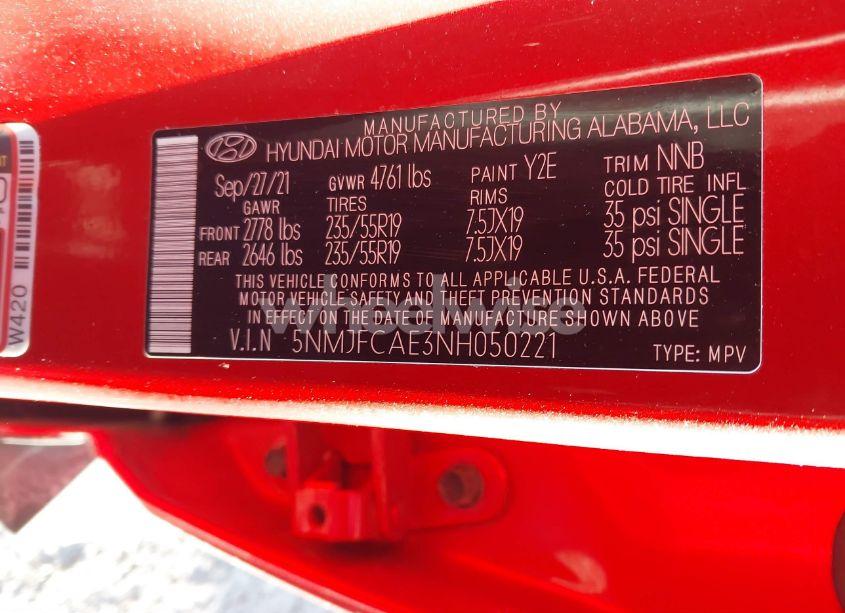 MANUFACTURED BY
HYUNDAI MOTOR MANUFACTURING ALABAMA, LLC
Sep/27/21 GVWR 4761 lbs PAINT Y2E TRIM NNB
GAWR TIRES RIMS COLD TIRE INFL
FRONT 2778 lbs 235/55R19 7.5JX19 35 psi SINGLE
REAR 2646 lbs 235/55R19 7.5JX19 35 psi SINGLE
THIS VEHICLE CONFORMS TO ALL APPLICABLE U.S.A. FEDERAL
MOTOR VEHICLE SAFETY AND THEFT PREVENTION STANDARDS
IN EFFECT ON THE DATE OF MANUFACTURE SHOWN ABOVE
V.I.N 5NMJFCAE3NH050221 TYPE: MPV
wheelwire
W420